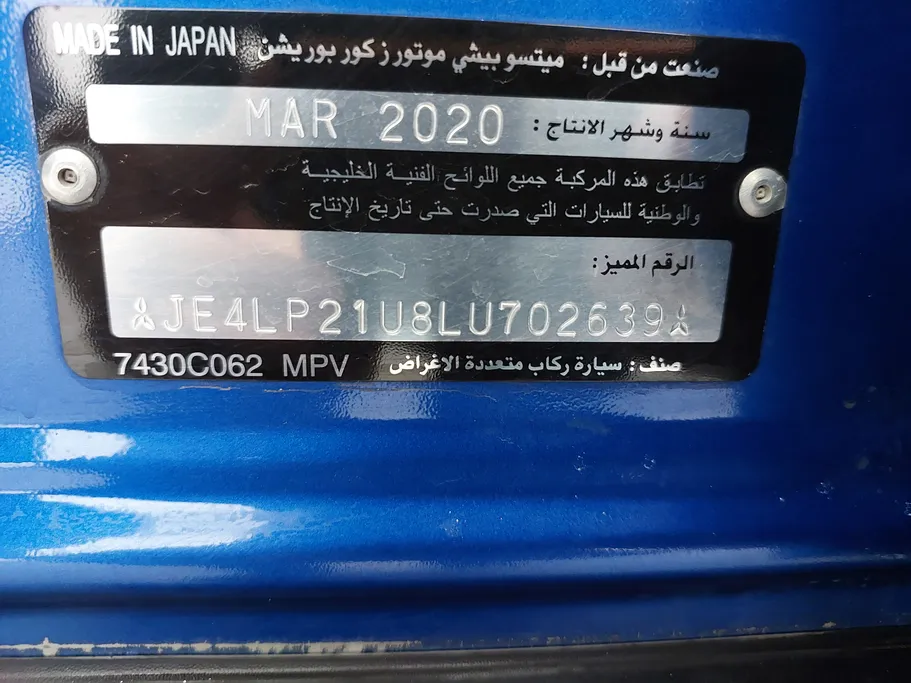 MADE IN JAPAN صنعت من قبل: ميتسو بيشي موتورز كور بوريشن
سنة وشهر الانتاج: MAR 2020
تطابق هذه المركبة جميع اللوائح الفنية الخليجية
والوطنية للسيارات التي صدرت حتى تاريخ الإنتاج
الرقم المميز:
JE4LP21U8LU702639
7430C062 MPV صنف: سيارة ركاب متعددة الاغراض